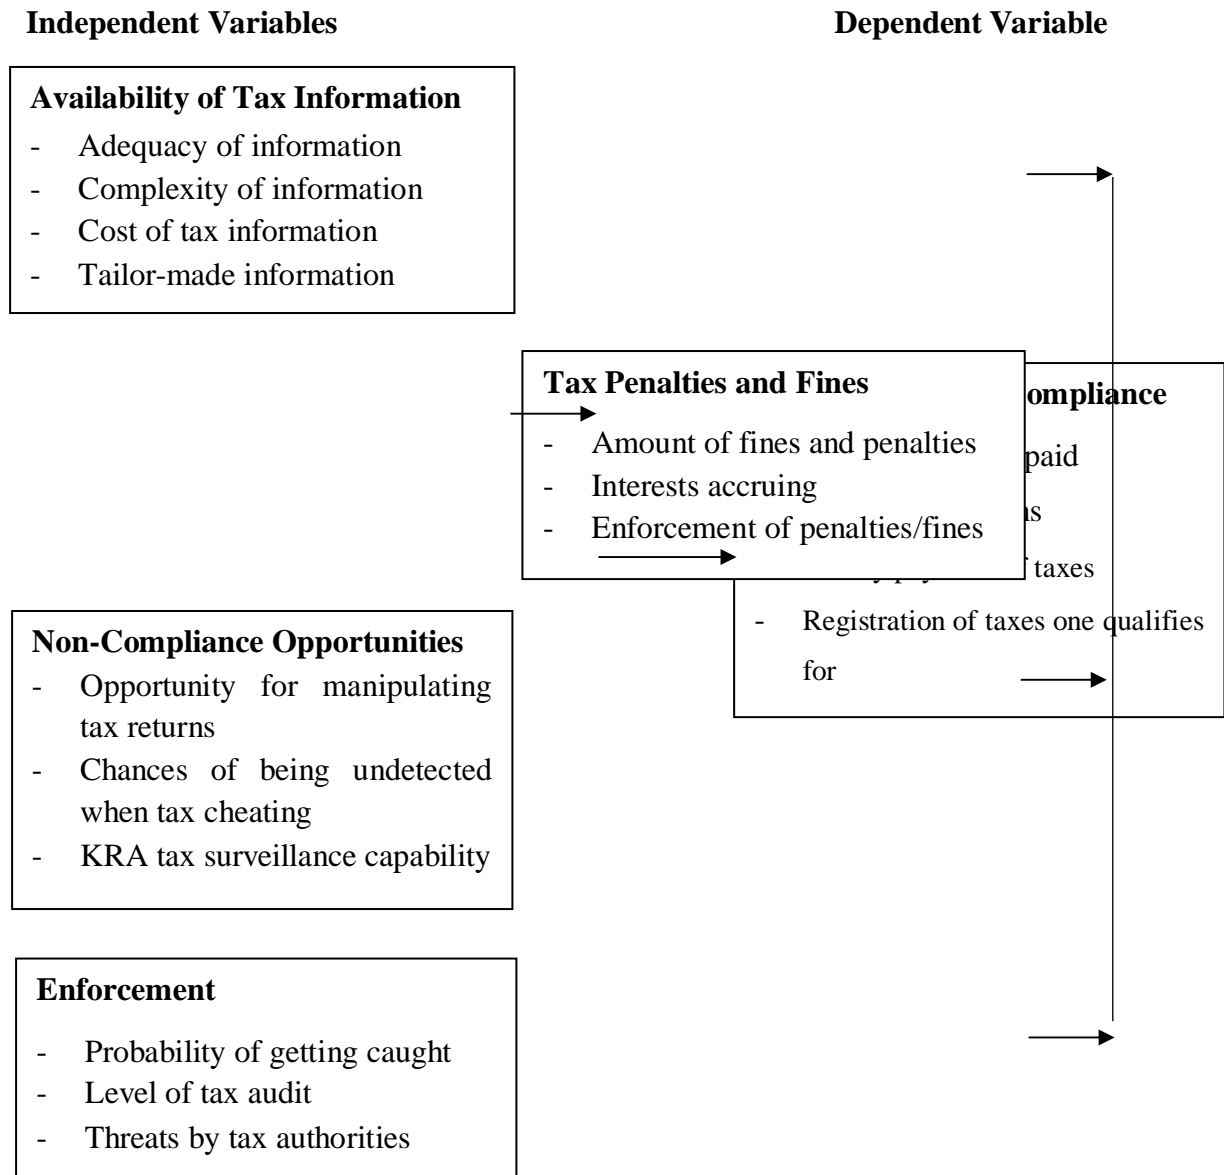 Independent Variables
Dependent Variable
Availability of Tax Information
- Adequacy of information
- Complexity of information
- Cost of tax information
- Tailor-made information
Tax Penalties and Fines
- Amount of fines and penalties
- Interests accruing
- Enforcement of penalties/fines
ompliance
paid
taxes
- Registration of taxes one qualifies
for
Non-Compliance Opportunities
- Opportunity for manipulating
tax returns
- Chances of being undetected
when tax cheating
- KRA tax surveillance capability
Enforcement
- Probability of getting caught
- Level of tax audit
- Threats by tax authorities